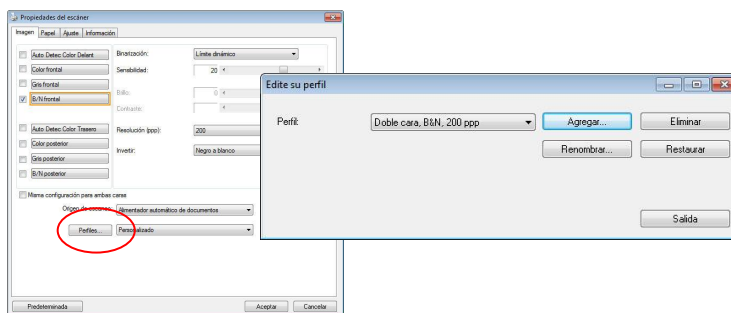 Propiedades del escáner
Imagen Papel Ajuste Información
Auto Detec Color Delant
Binarización:
Límite dinámico
Color frontal
Sensibilidad:
20
Gris frontal
Brillo:
0
B/N frontal
Contraste:
Auto Detec Color Trasero
Resolución (ppp):
200
Color posterior
Gris posterior
Invertir:
Negro a blanco
B/N posterior
Misma configuración para ambas caras
Origen de escaneo:
Alimentador automático de documentos
Perfiles...
Personalizado
Predeterminada
Aceptar
Cancelar
Edite su perfil
Perfil:
Doble cara, B&N, 200 ppp
Agregar...
Eliminar
Renombrar...
Restaurar
Salida